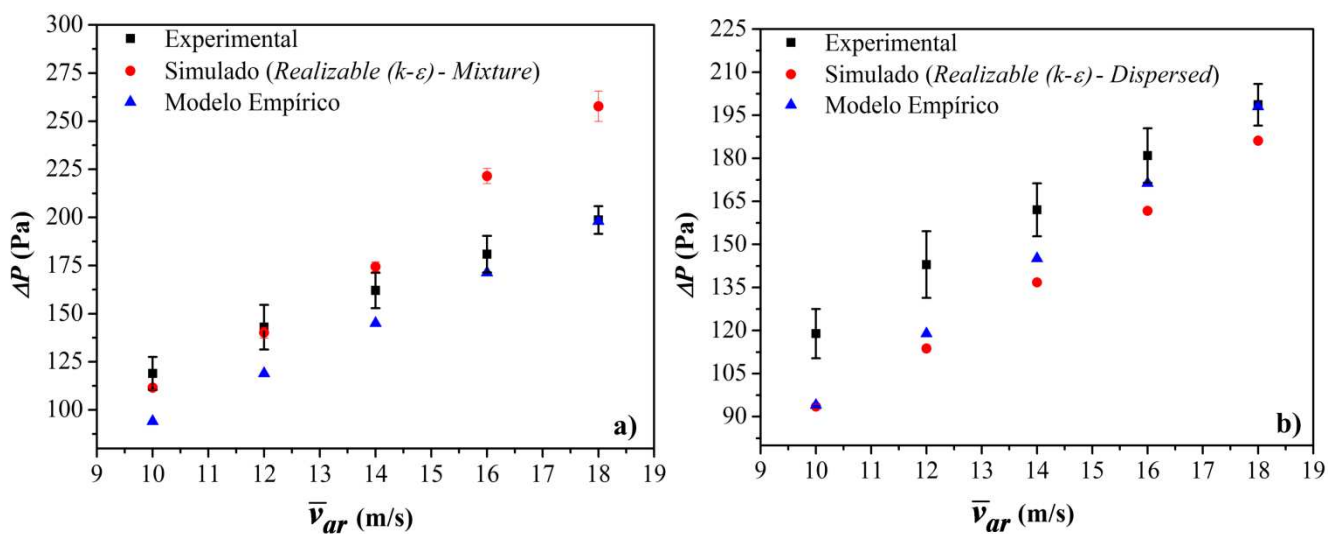 Experimental
Simulado (Realizable (k-ε)- Mixture)
Modelo Empírico
300
275
250
225
200
175
150
125
100
ΔP (Pa)
a)
9 10 11 12 13 14 15 16 17 18 19
v̅ar (m/s)
Experimental
Simulado (Realizable (k-ε)- Dispersed)
Modelo Empírico
225
210
195
180
165
150
135
120
105
90
ΔP (Pa)
b)
9 10 11 12 13 14 15 16 17 18 19
v̅ar (m/s)